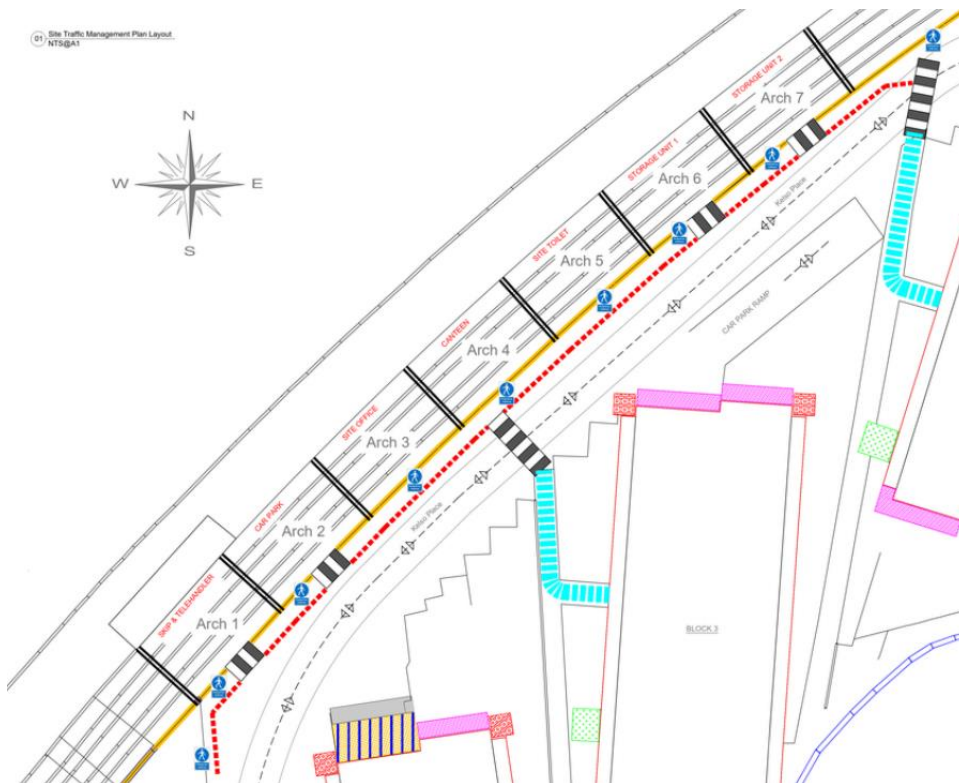 01 Site Traffic Management Plan Layout
NTS@A1
N
W E
S
STORAGE UNIT 2
Arch 7
STORAGE UNIT 1
Arch 6
Kelso Place
SITE TOILET
Arch 5
CAR PARK RAMP
CANTEEN
Arch 4
SITE OFFICE
Arch 3
Kelso Place
CAR PARK
Arch 2
SKIP & TELEHANDLER
Arch 1
BLOCK 3